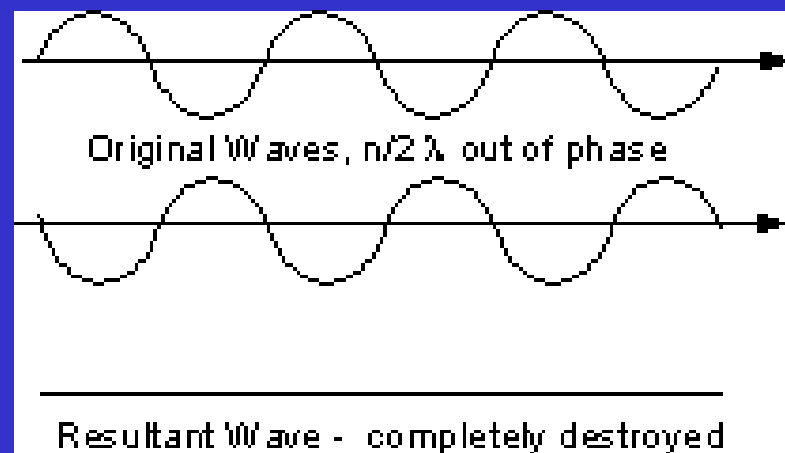 Original Waves, n/2 λ out of phase
Resultant Wave - completely destroyed